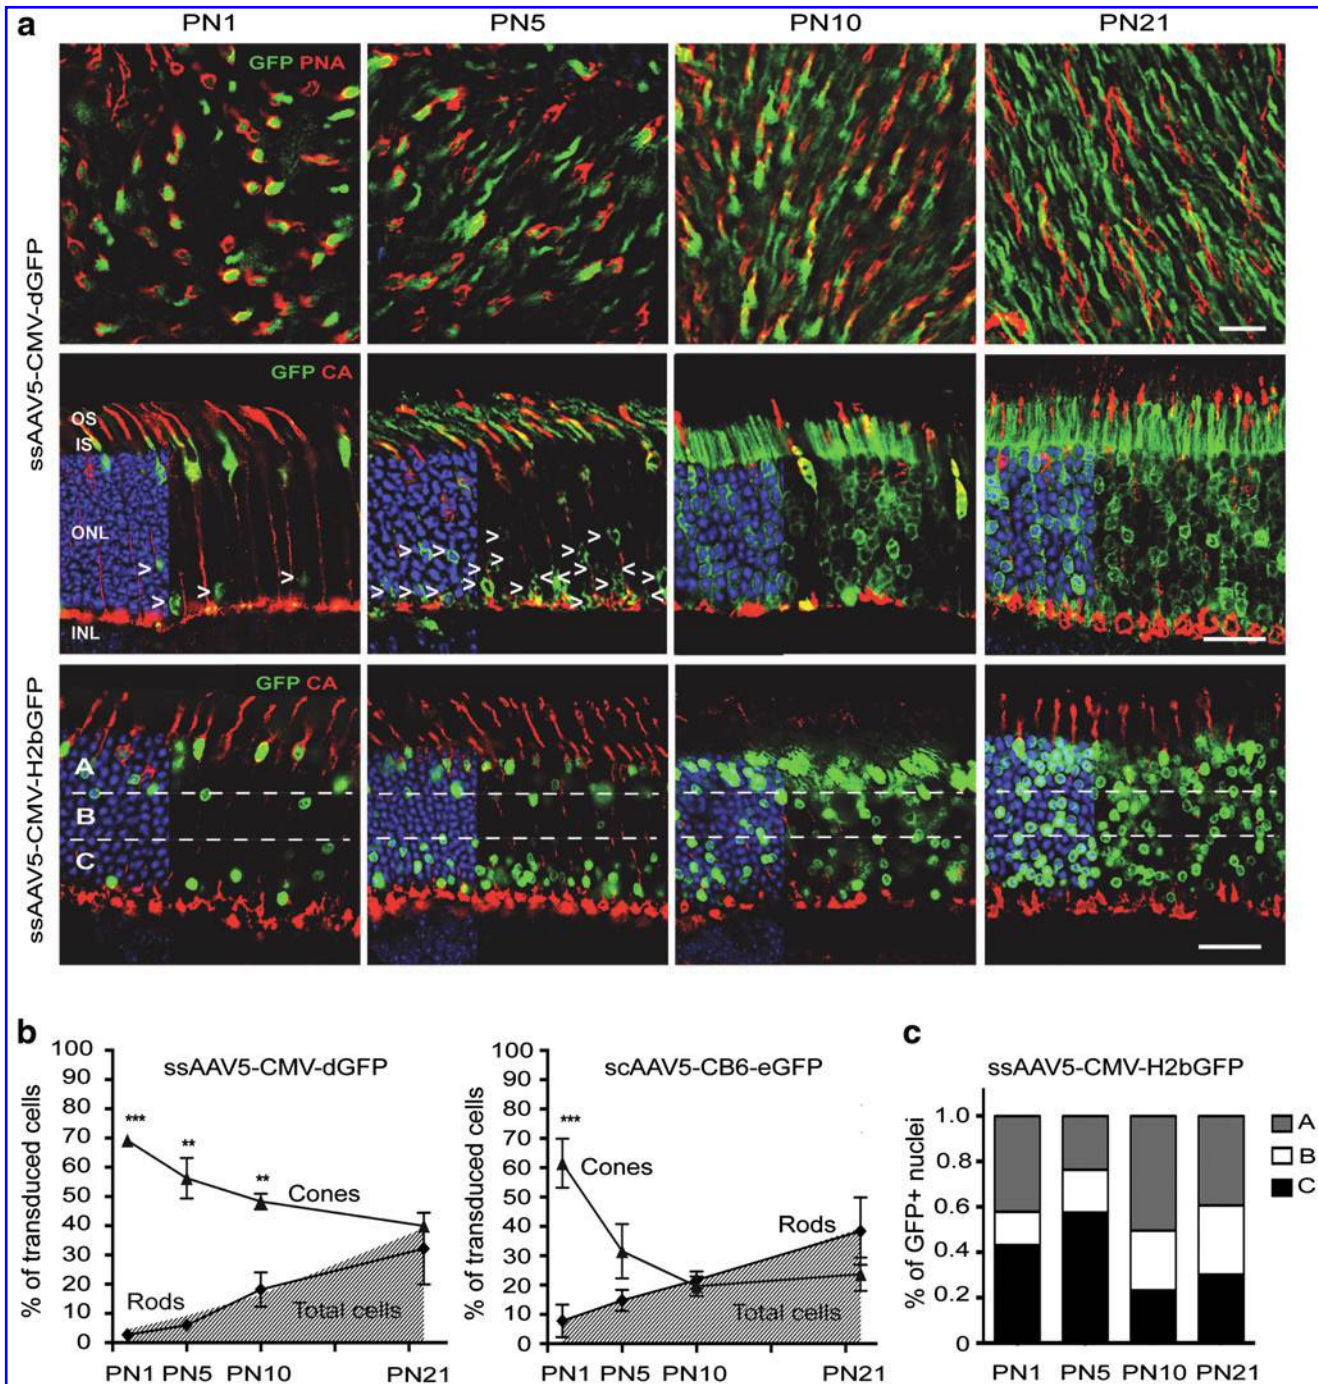 a
PN1 PN5 PN10 PN21
ssAAV5-CMV-dGFP
GFP PNA
GFP CA
OS
IS
ONL
INL
> > > >
> > > > > > > > > > > < < > > < > <
ssAAV5-CMV-H2bGFP
GFP CA
A
B
C
b
ssAAV5-CMV-dGFP
% of transduced cells
100
90
80
70
60
50
40
30
20
10
0
***
**
**
Cones
Rods
Total cells
PN1 PN5 PN10 PN21
scAAV5-CB6-eGFP
% of transduced cells
100
90
80
70
60
50
40
30
20
10
0
***
Cones
Rods
Total cells
PN1 PN5 PN10 PN21
c
ssAAV5-CMV-H2bGFP
% of GFP+ nuclei
1.0
0.8
0.6
0.4
0.2
0
A
B
C
PN1 PN5 PN10 PN21